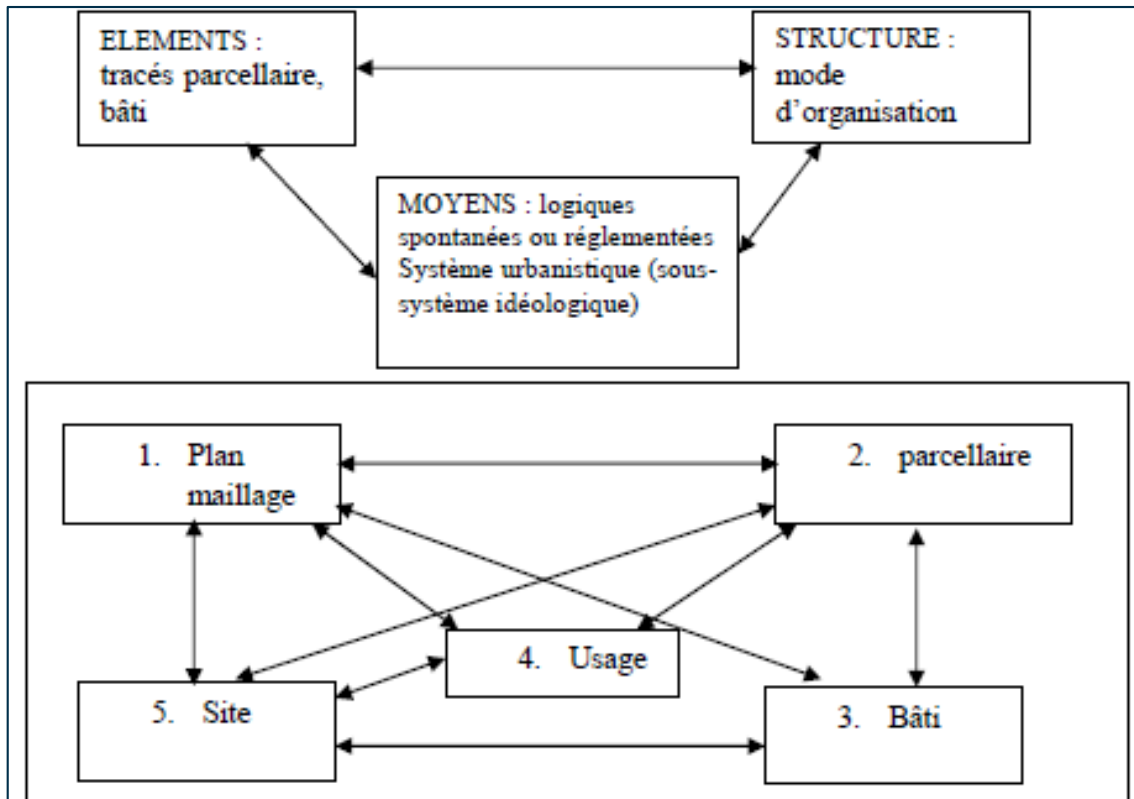 ELEMENTS :
tracés parcellaire,
bâti
STRUCTURE :
mode
d'organisation
MOYENS : logiques
spontanées ou réglementées
Système urbanistique (sous-
système idéologique)
1. Plan
maillage
2. parcellaire
4. Usage
5. Site
3. Bâti